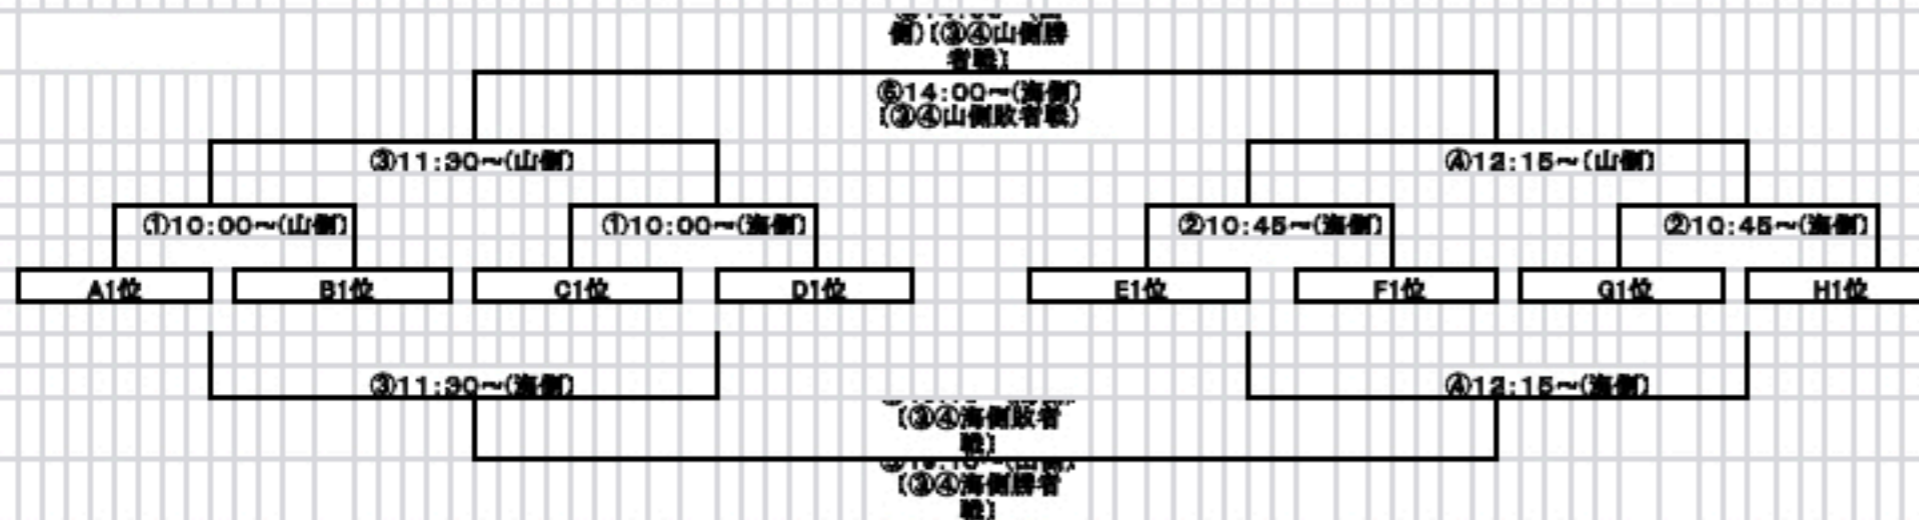 側)【③④山側勝
者戦】
⑥14:00～(海側)
【③④山側敗者戦】
③11:30～(山側)
④12:15～(山側)
①10:00～(山側)
①10:00～(海側)
②10:45～(海側)
②10:45～(海側)
A1位
B1位
C1位
D1位
E1位
F1位
G1位
H1位
③11:30～(海側)
④12:15～(海側)
【③④海側敗者
戦】
【③④海側勝者
戦】